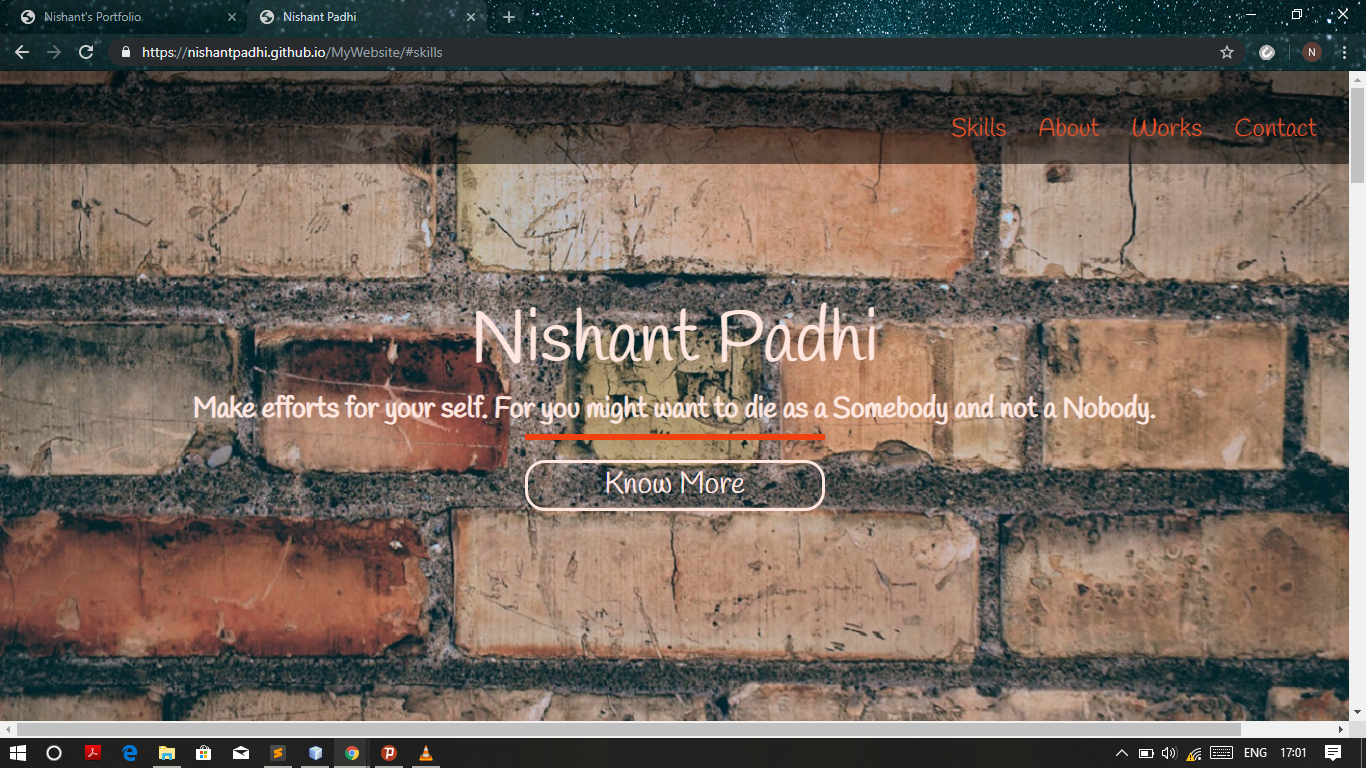 Nishant's Portfolio
Nishant Padhi
https://nishantpadhi.github.io/MyWebsite/#skills
N
Skills About Works Contact
Nishant Padhi
Make efforts for your self. For you might want to die as a Somebody and not a Nobody.
Know More
ENG 17:01